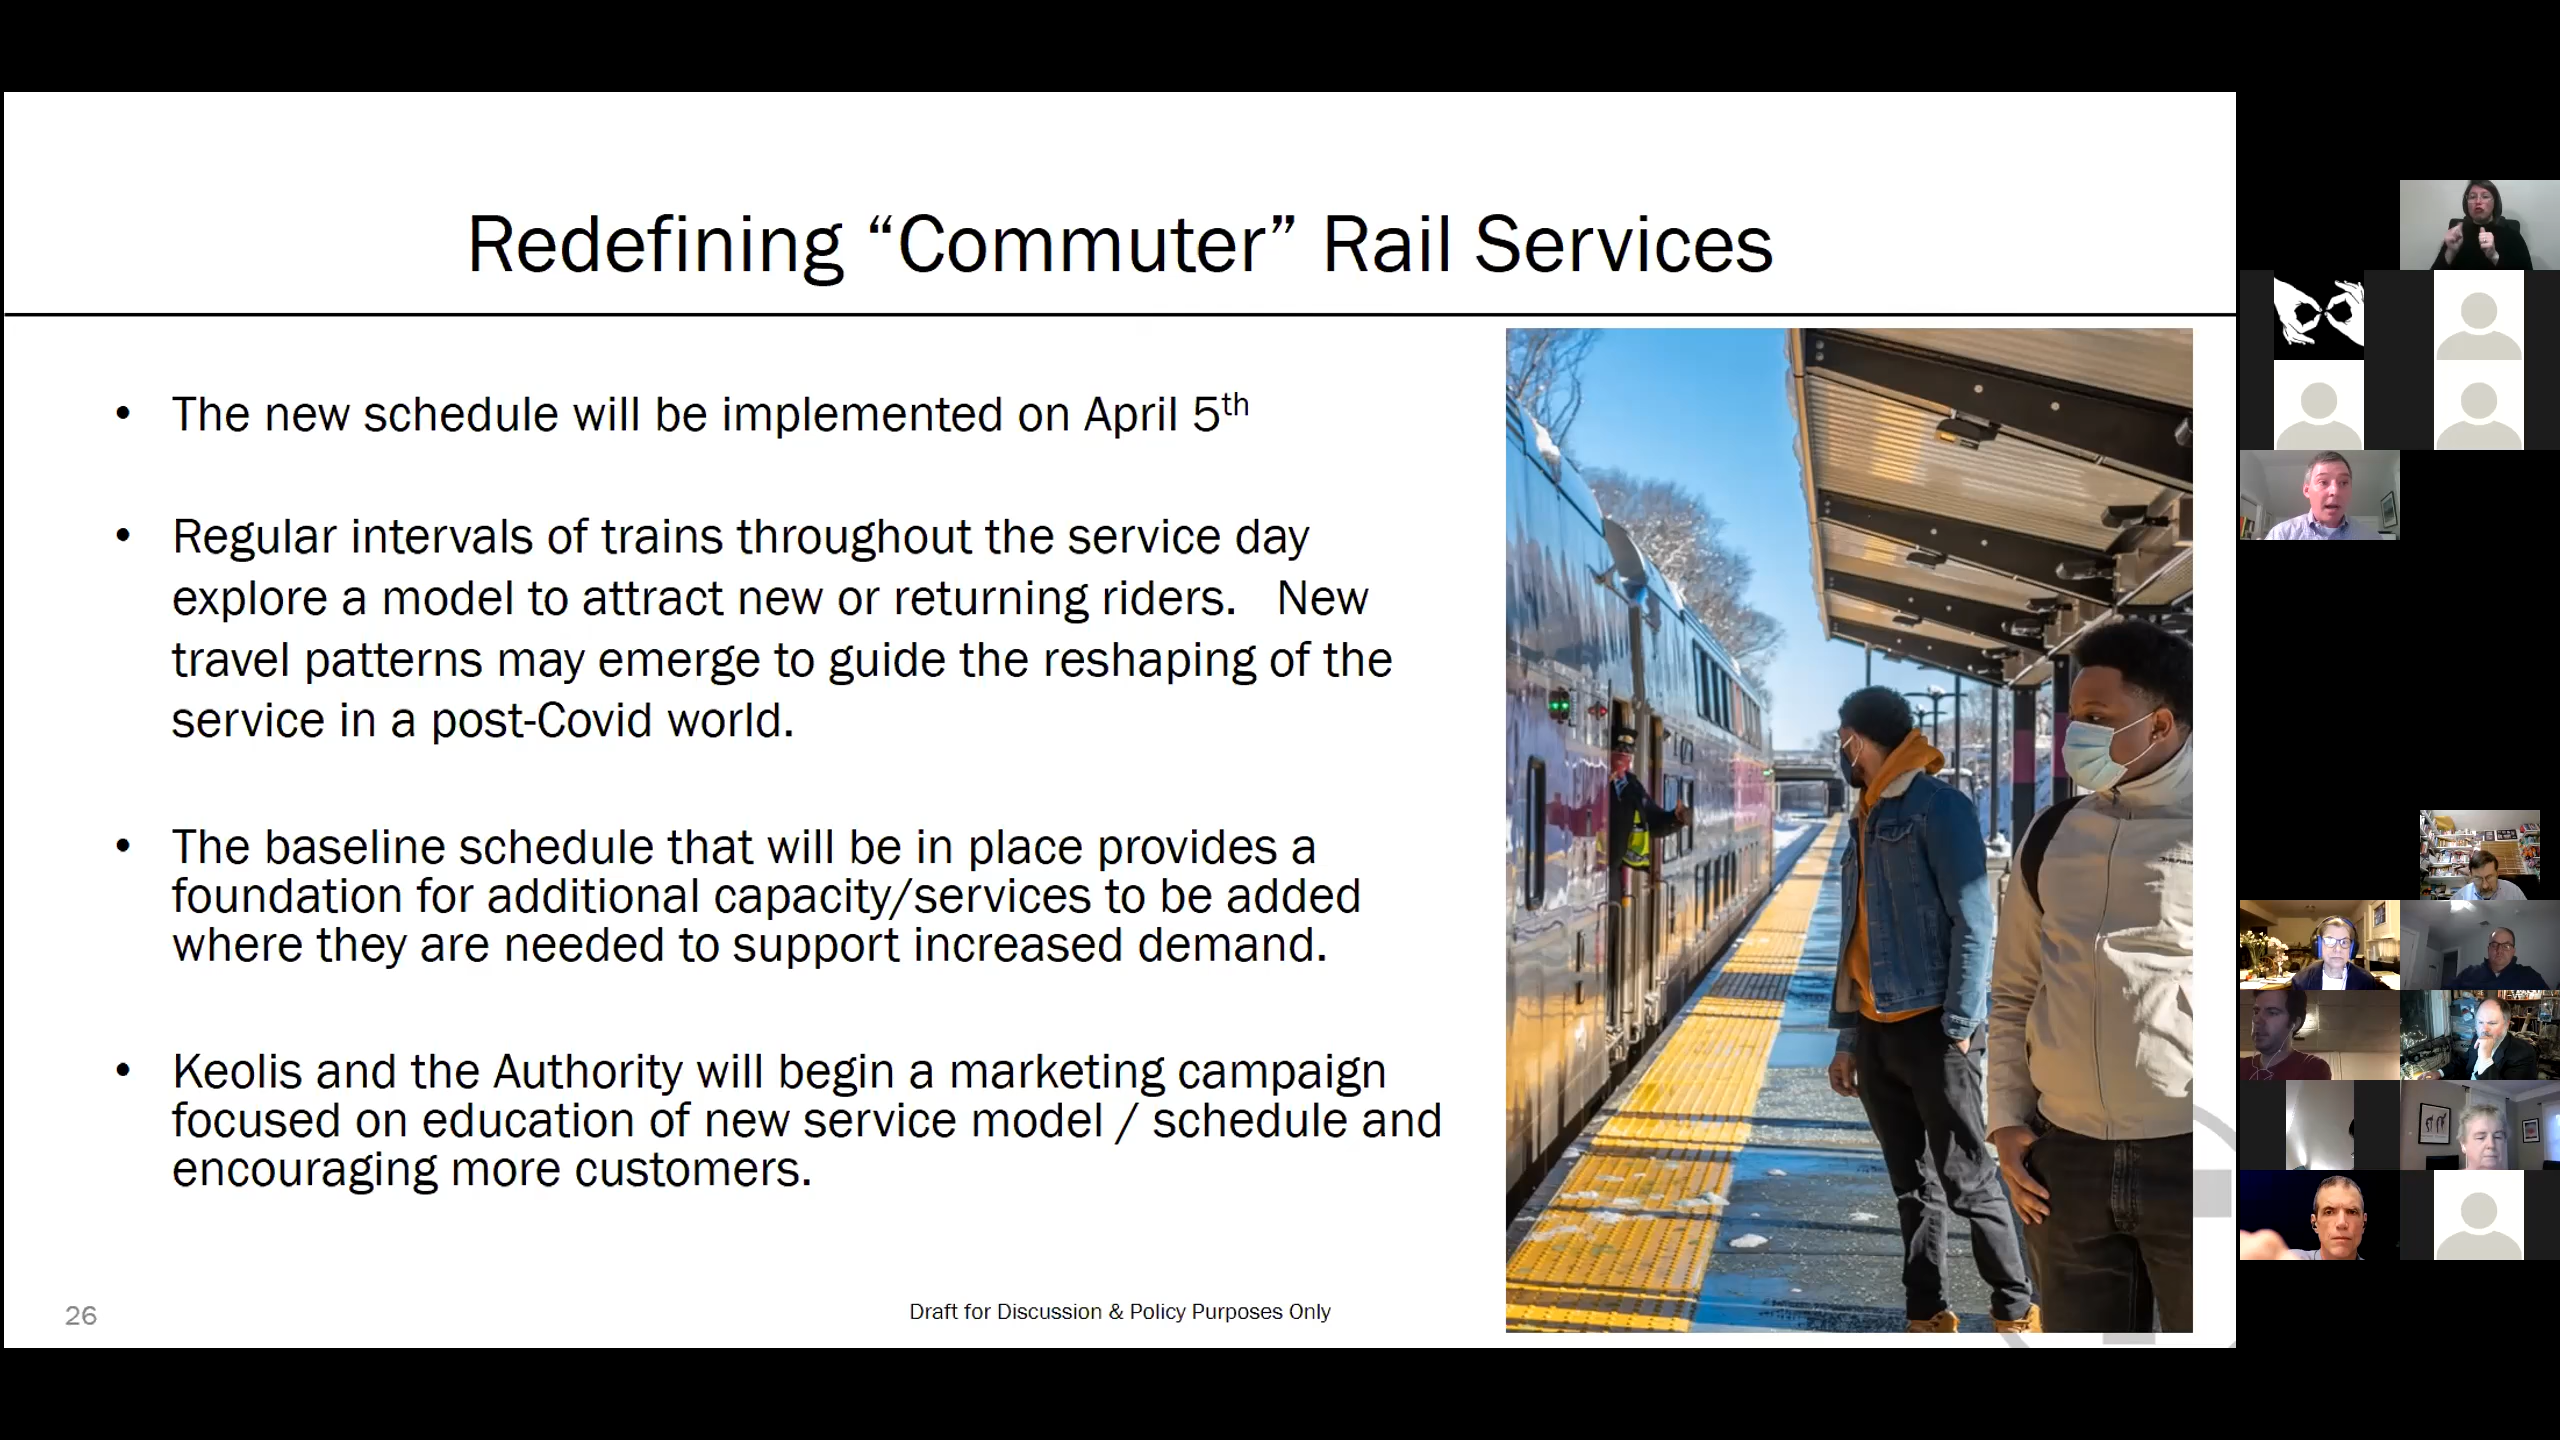 Redefining “Commuter” Rail Services
• The new schedule will be implemented on April 5th
• Regular intervals of trains throughout the service day
explore a model to attract new or returning riders.   New
travel patterns may emerge to guide the reshaping of the
service in a post-Covid world.
• The baseline schedule that will be in place provides a
foundation for additional capacity/services to be added
where they are needed to support increased demand.
• Keolis and the Authority will begin a marketing campaign
focused on education of new service model / schedule and
encouraging more customers.
26
Draft for Discussion & Policy Purposes Only